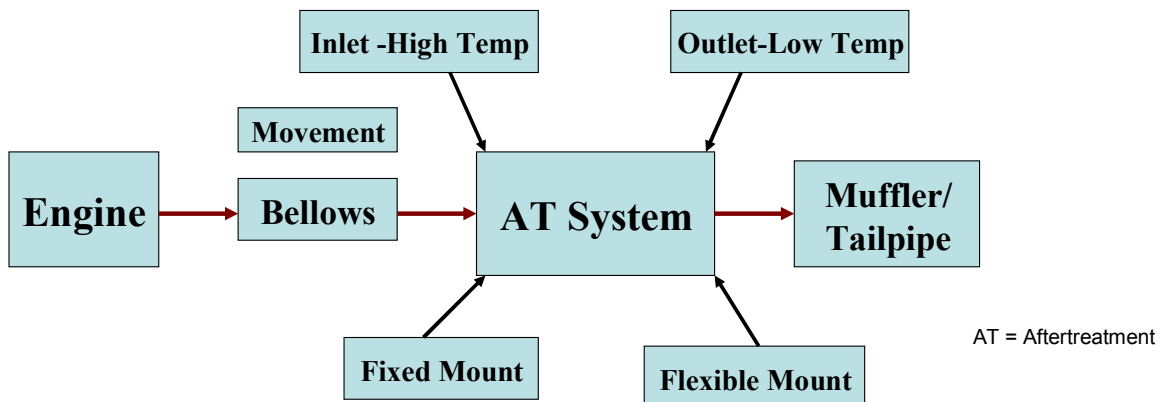 Inlet -High Temp
Outlet-Low Temp
Movement
Engine
Bellows
AT System
Muffler/
Tailpipe
Fixed Mount
Flexible Mount
AT = Aftertreatment